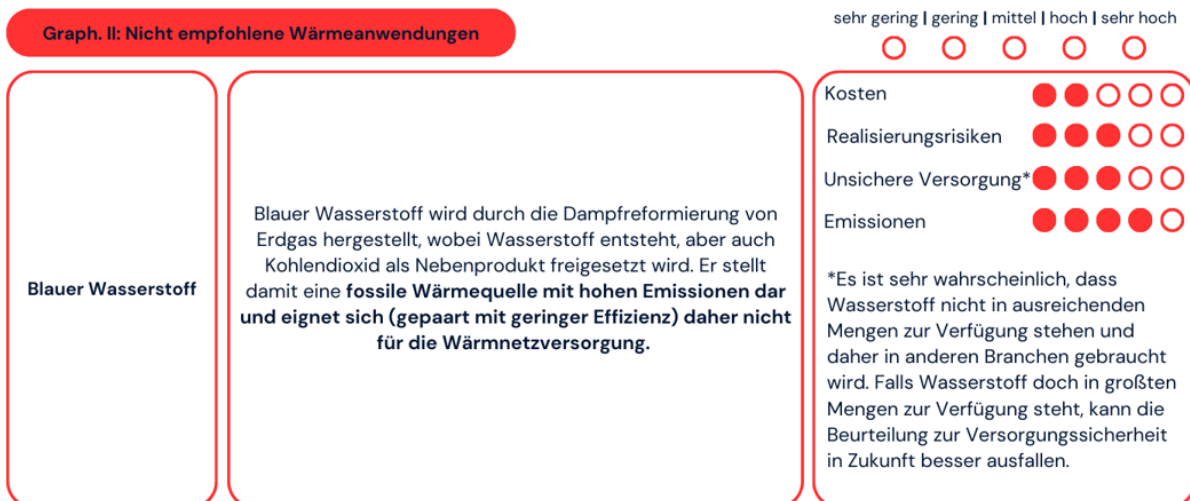 Graph. II: Nicht empfohlene Wärmeanwendungen
sehr gering | gering | mittel | hoch | sehr hoch
Blauer Wasserstoff
Blauer Wasserstoff wird durch die Dampfreformierung von
Erdgas hergestellt, wobei Wasserstoff entsteht, aber auch
Kohlendioxid als Nebenprodukt freigesetzt wird. Er stellt
damit eine fossile Wärmequelle mit hohen Emissionen dar
und eignet sich (gepaart mit geringer Effizienz) daher nicht
für die Wärmnetzversorgung.
Kosten
Realisierungsrisiken
Unsichere Versorgung*
Emissionen
*Es ist sehr wahrscheinlich, dass
Wasserstoff nicht in ausreichenden
Mengen zur Verfügung stehen und
daher in anderen Branchen gebraucht
wird. Falls Wasserstoff doch in großten
Mengen zur Verfügung steht, kann die
Beurteilung zur Versorgungssicherheit
in Zukunft besser ausfallen.